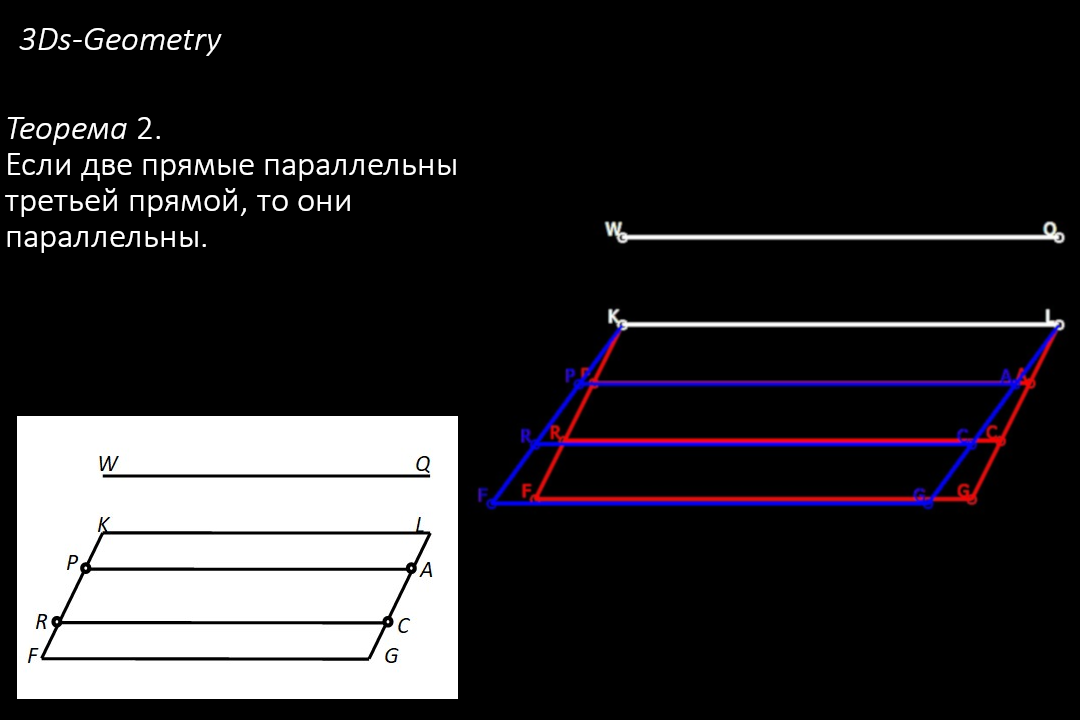 3Ds-Geometry
Теорема 2.
Если две прямые параллельны
третьей прямой, то они
параллельны.
W Q
K L
P P A A
R R C C
F F G G
W Q
K L
P A
R C
F G